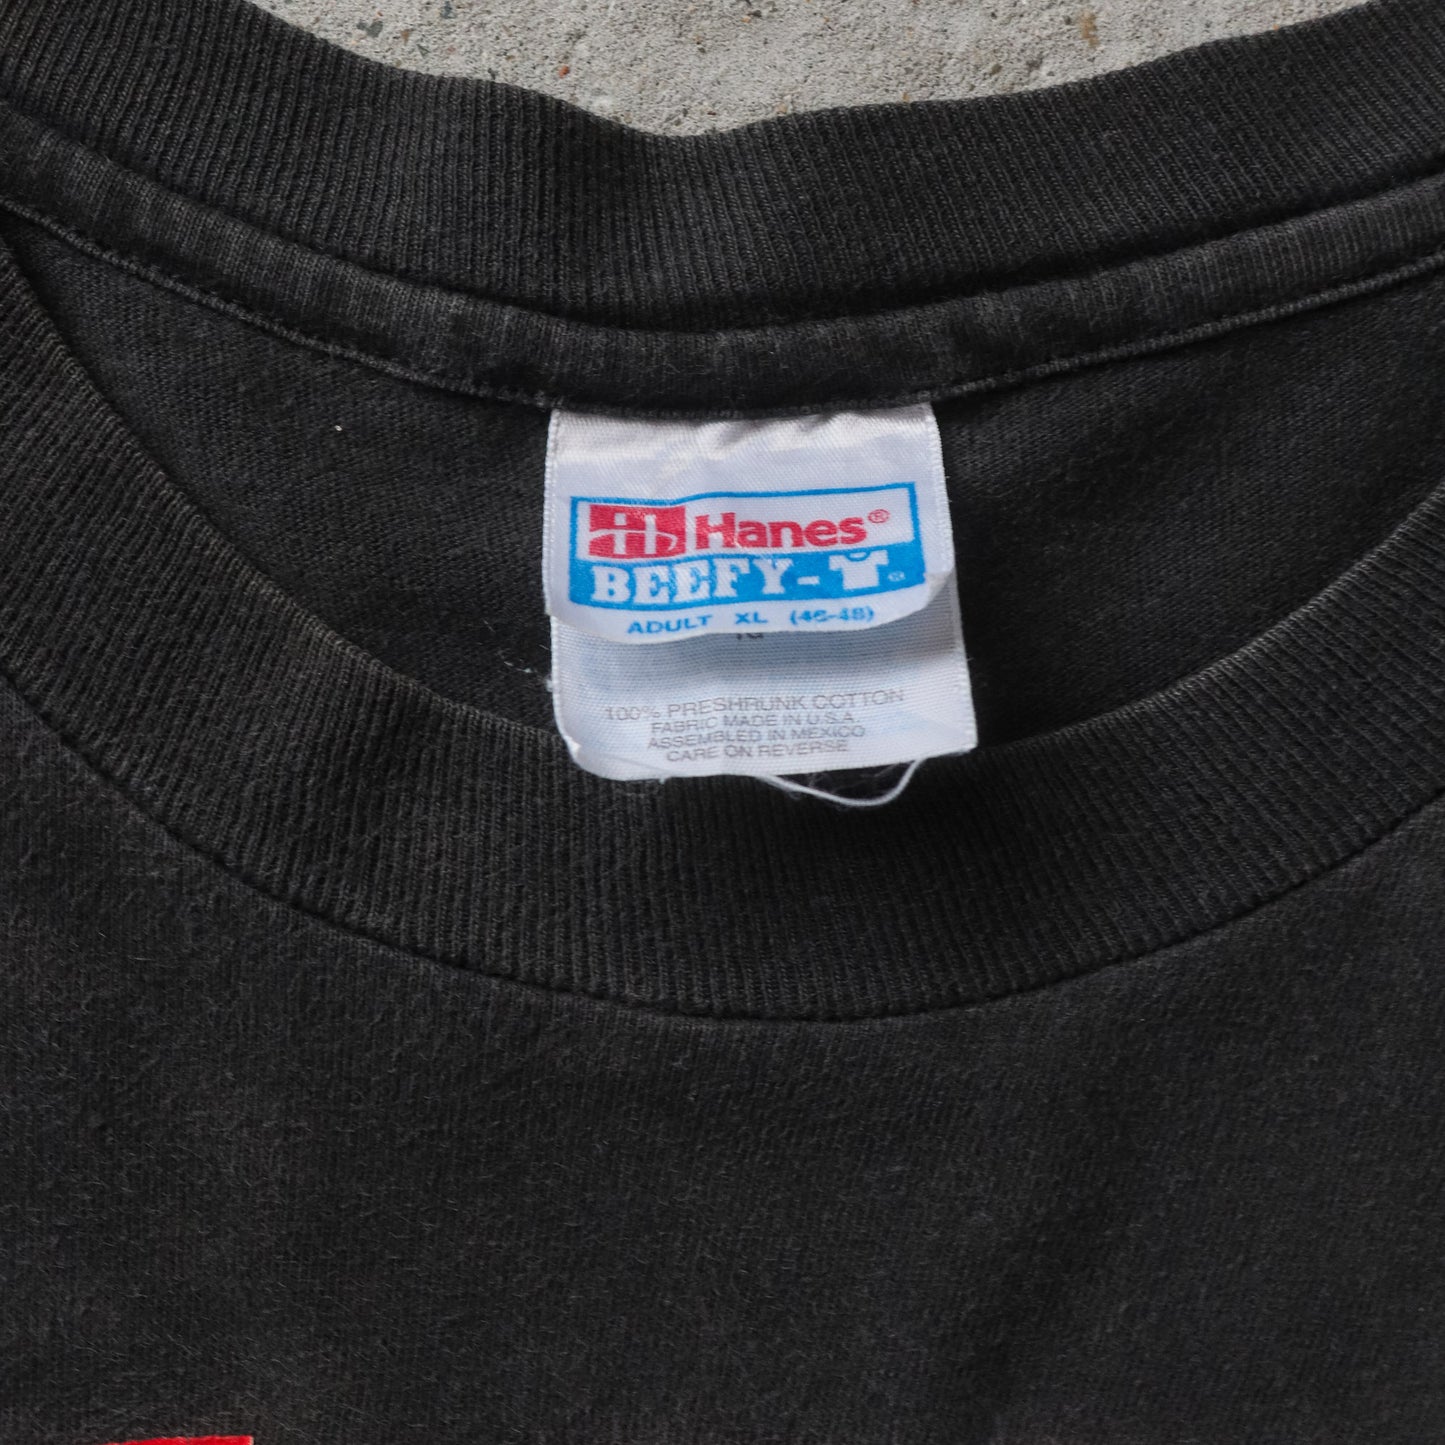 Hanes®
BEEFY-T®
ADULT XL (46-48)
100% PRESHRUNK COTTON
FABRIC MADE IN U.S.A.
ASSEMBLED IN MEXICO
CARE ON REVERSE